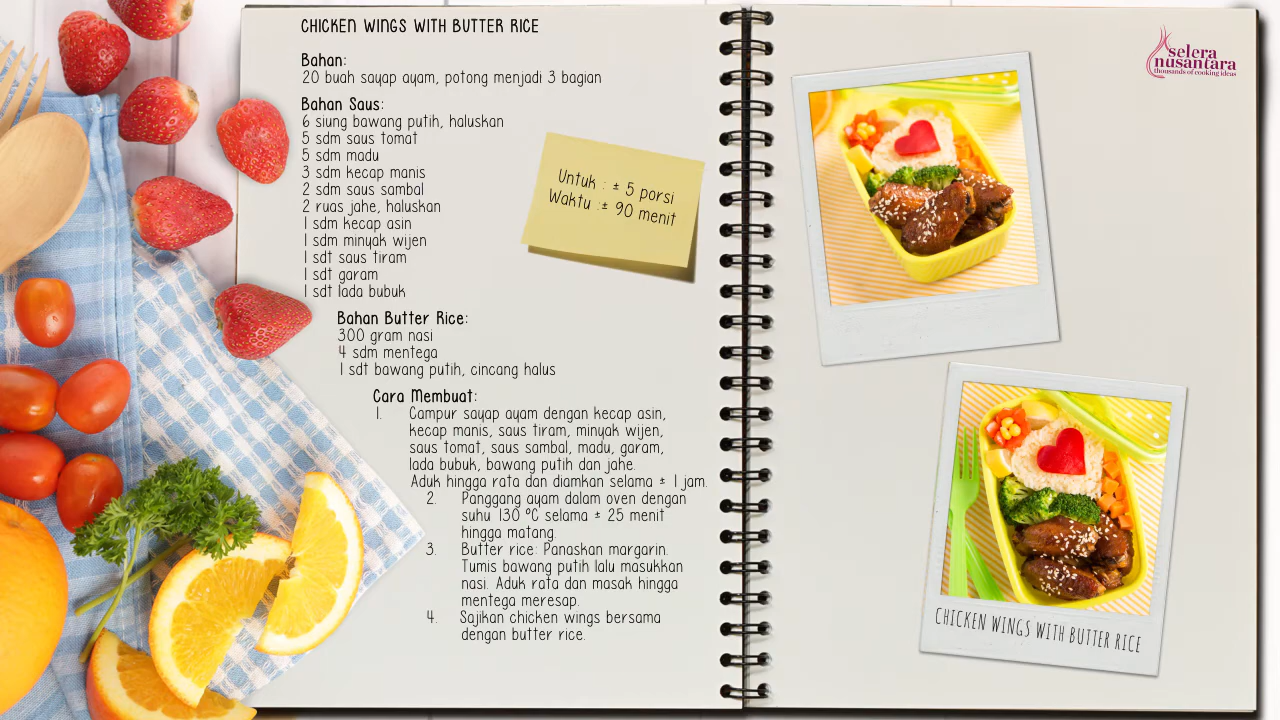 CHICKEN WINGS WITH BUTTER RICE
Bahan:
20 buah sayap ayam, potong menjadi 3 bagian
Bahan Saus:
6 siung bawang putih, haluskan
5 sdm saus tomat
5 sdm madu
3 sdm kecap manis
2 sdm saus sambal
2 ruas jahe, haluskan
1 sdm kecap asin
1 sdm minyak wijen
1 sdt saus tiram
1 sdt garam
1 sdt lada bubuk
Untuk : ± 5 porsi
Waktu : ± 90 menit
Bahan Butter Rice:
300 gram nasi
4 sdm mentega
1 sdt bawang putih, cincang halus
Cara Membuat:
1. Campur sayap ayam dengan kecap asin,
kecap manis, saus tiram, minyak wijen,
saus tomat, saus sambal, madu, garam,
lada bubuk, bawang putih dan jahe.
Aduk hingga rata dan diamkan selama ± 1 jam.
2. Panggang ayam dalam oven dengan
130 °C selama ± 25 menit
hingga matang.
3. Butter rice: Panaskan margarin.
Tumis bawang putih lalu masukkan
nasi. Aduk rata dan masak hingga
mentega meresap.
4. Sajikan chicken wings bersama
dengan butter rice.
selera
nusantara
thousands of cooking ideas
CHICKEN WINGS WITH BUTTER RICE